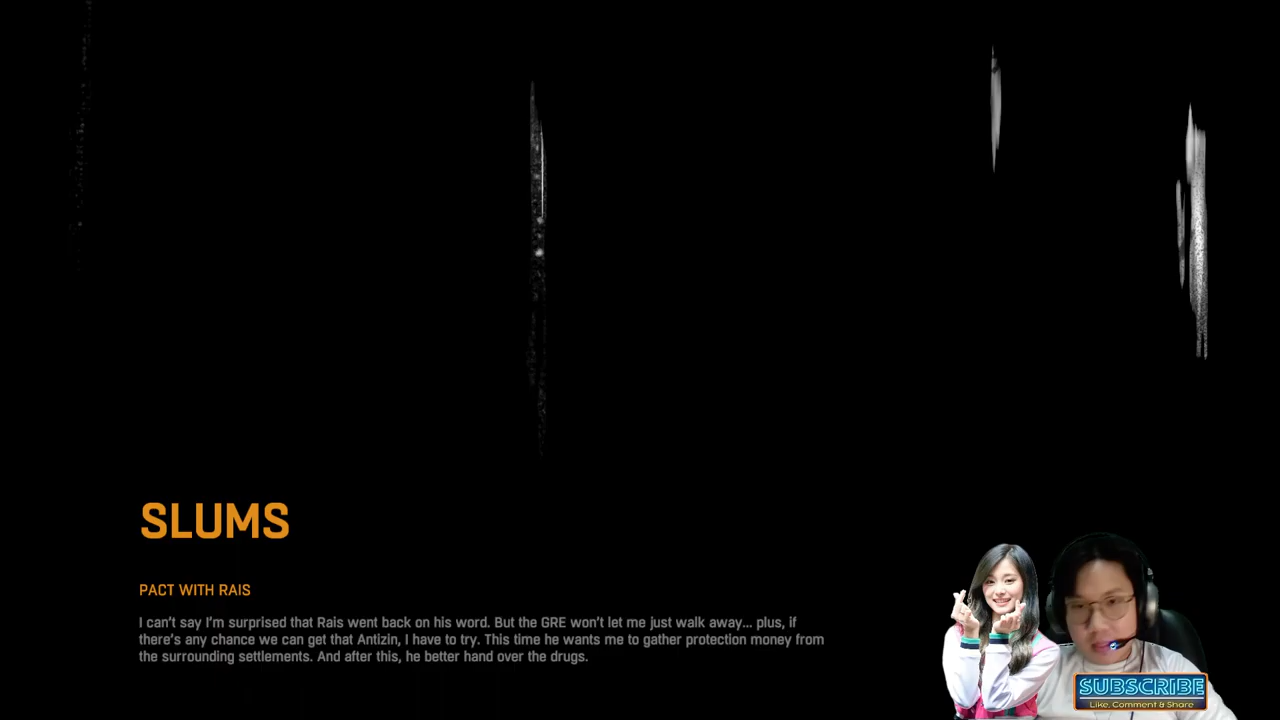 SLUMS
PACT WITH RAIS
I can't say I'm surprised that Rais went back on his word. But the GRE won't let me just walk away... plus, if
there's any chance we can get that Antizin, I have to try. This time he wants me to gather protection money from
the surrounding settlements. And after this, he better hand over the drugs.
SUBSCRIBE
Like, Comment & Share